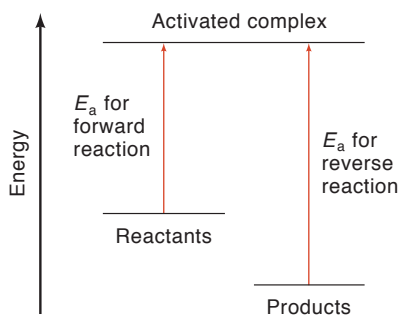 Activated complex
Energy
Ea for
forward
reaction
Ea for
reverse
reaction
Reactants
Products